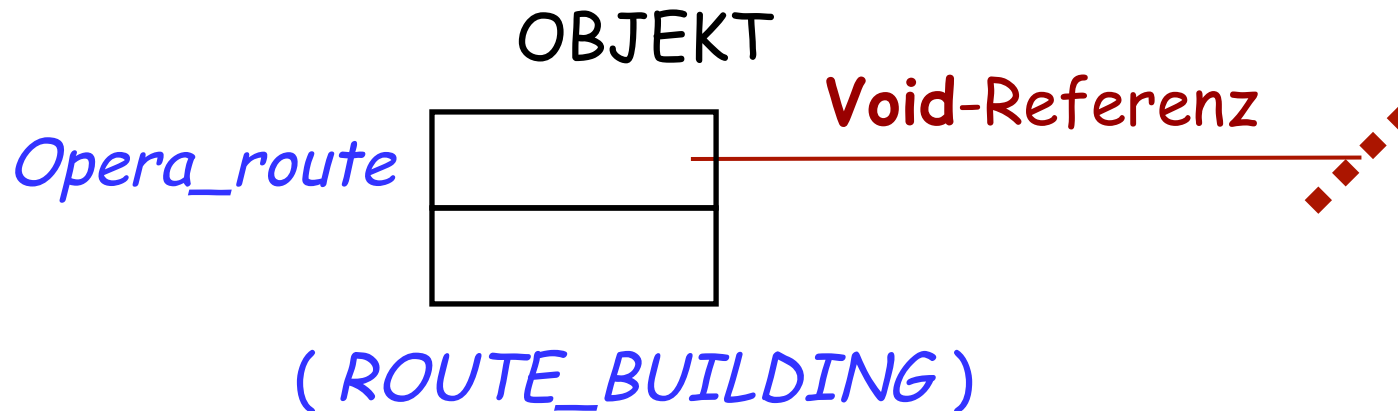 OBJEKT
Void-Referenz
Opera_route
( ROUTE_BUILDING )